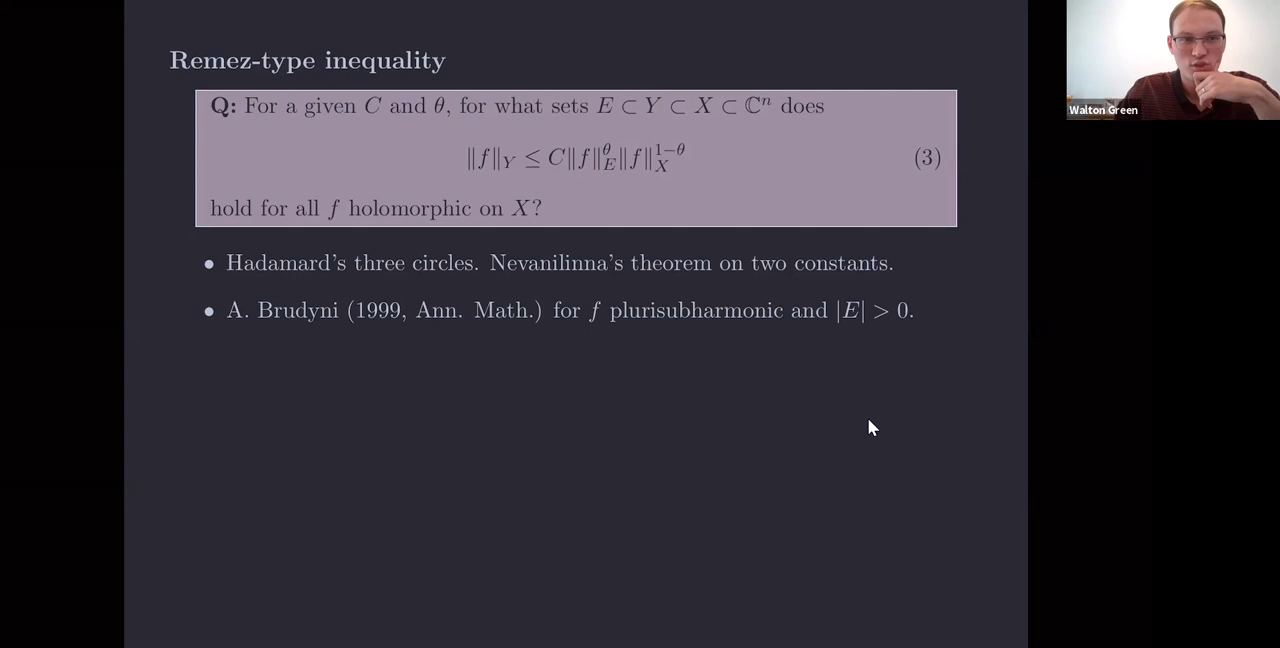 Remez-type inequality
Q: For a given C and θ, for what sets E ⊂ Y ⊂ X ⊂ ℂⁿ does
‖f‖_Y ≤ C‖f‖_E^θ ‖f‖_X^{1−θ} (3)
hold for all f holomorphic on X?
• Hadamard's three circles. Nevanilinna's theorem on two constants.
• A. Brudyni (1999, Ann. Math.) for f plurisubharmonic and |E| > 0.
Walton Green